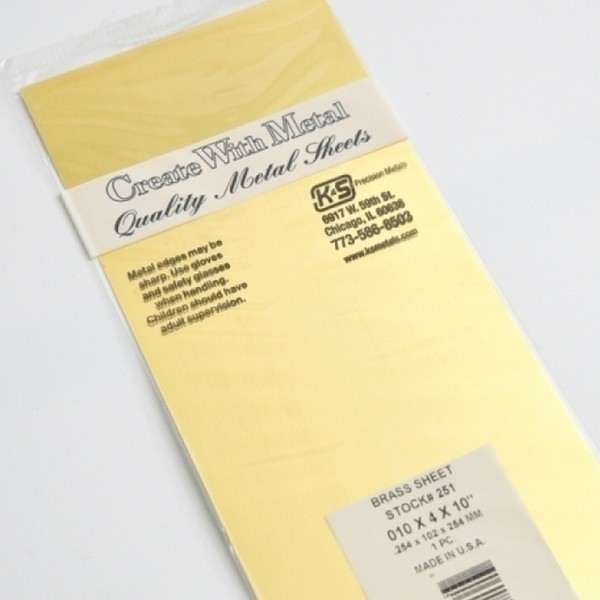 Create With Metal
Quality Metal Sheets
K+S Precision Metals
6917 W. 59th St.
Chicago, IL 60638
773-586-8503
www.ksmetals.com
Metal edges may be
sharp. Use gloves
and safety glasses
when handling.
Children should have
adult supervision.
BRASS SHEET
STOCK# 251
010 X 4 X 10"
.254 x 102 x 254 MM
1 PC.
MADE IN U.S.A.